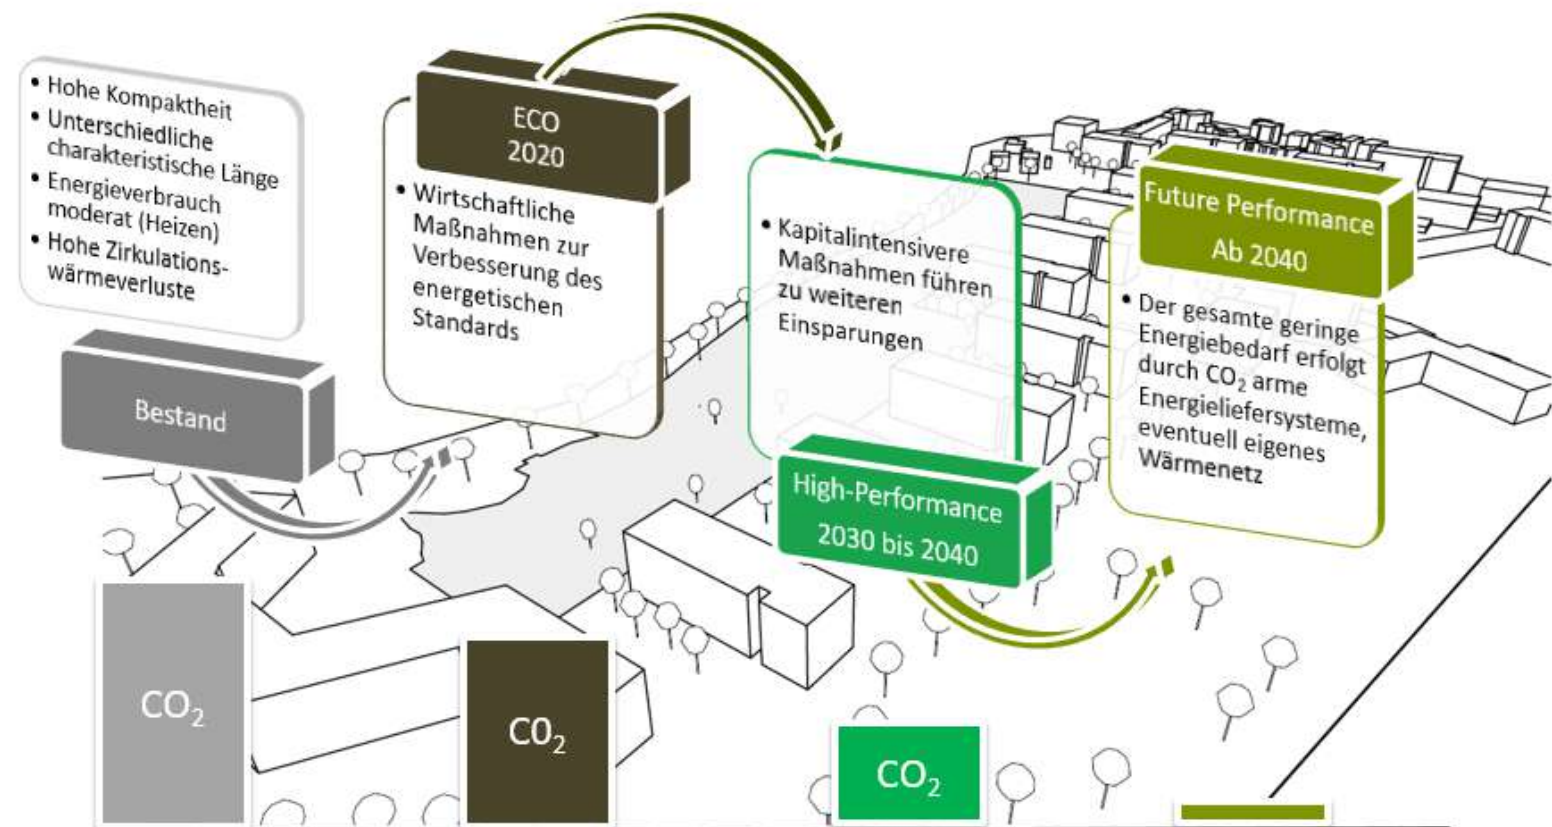 • Hohe Kompaktheit
• Unterschiedliche
charakteristische Länge
• Energieverbrauch
moderat (Heizen)
• Hohe Zirkulations-
wärmeverluste
Bestand
ECO
2020
• Wirtschaftliche
Maßnahmen zur
Verbesserung des
energetischen
Standards
• Kapitalintensivere
Maßnahmen führen
zu weiteren
Einsparungen
High-Performance
2030 bis 2040
Future Performance
Ab 2040
• Der gesamte geringe
Energiebedarf erfolgt
durch CO₂ arme
Energieliefersysteme,
eventuell eigenes
Wärmenetz
CO₂
C0₂
CO₂